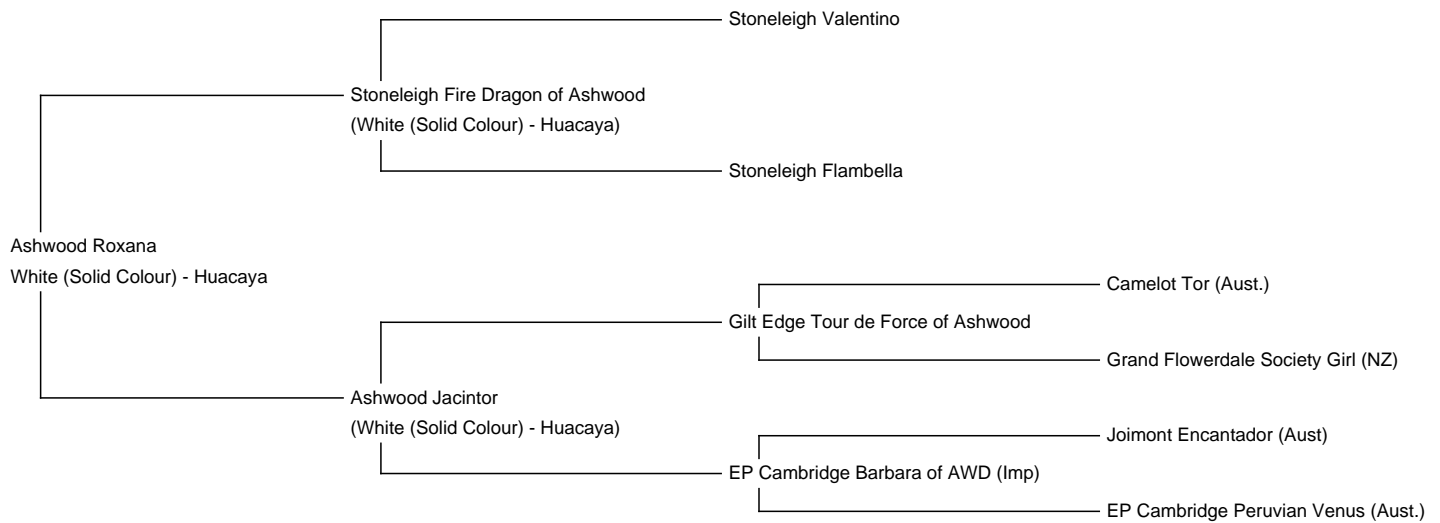 Stoneleigh Valentino
Stoneleigh Fire Dragon of Ashwood
(White (Solid Colour) - Huacaya)
Stoneleigh Flambella
Ashwood Roxana
White (Solid Colour) - Huacaya
Camelot Tor (Aust.)
Gilt Edge Tour de Force of Ashwood
Grand Flowerdale Society Girl (NZ)
Ashwood Jacintor
(White (Solid Colour) - Huacaya)
Joimont Encantador (Aust)
EP Cambridge Barbara of AWD (Imp)
EP Cambridge Peruvian Venus (Aust.)